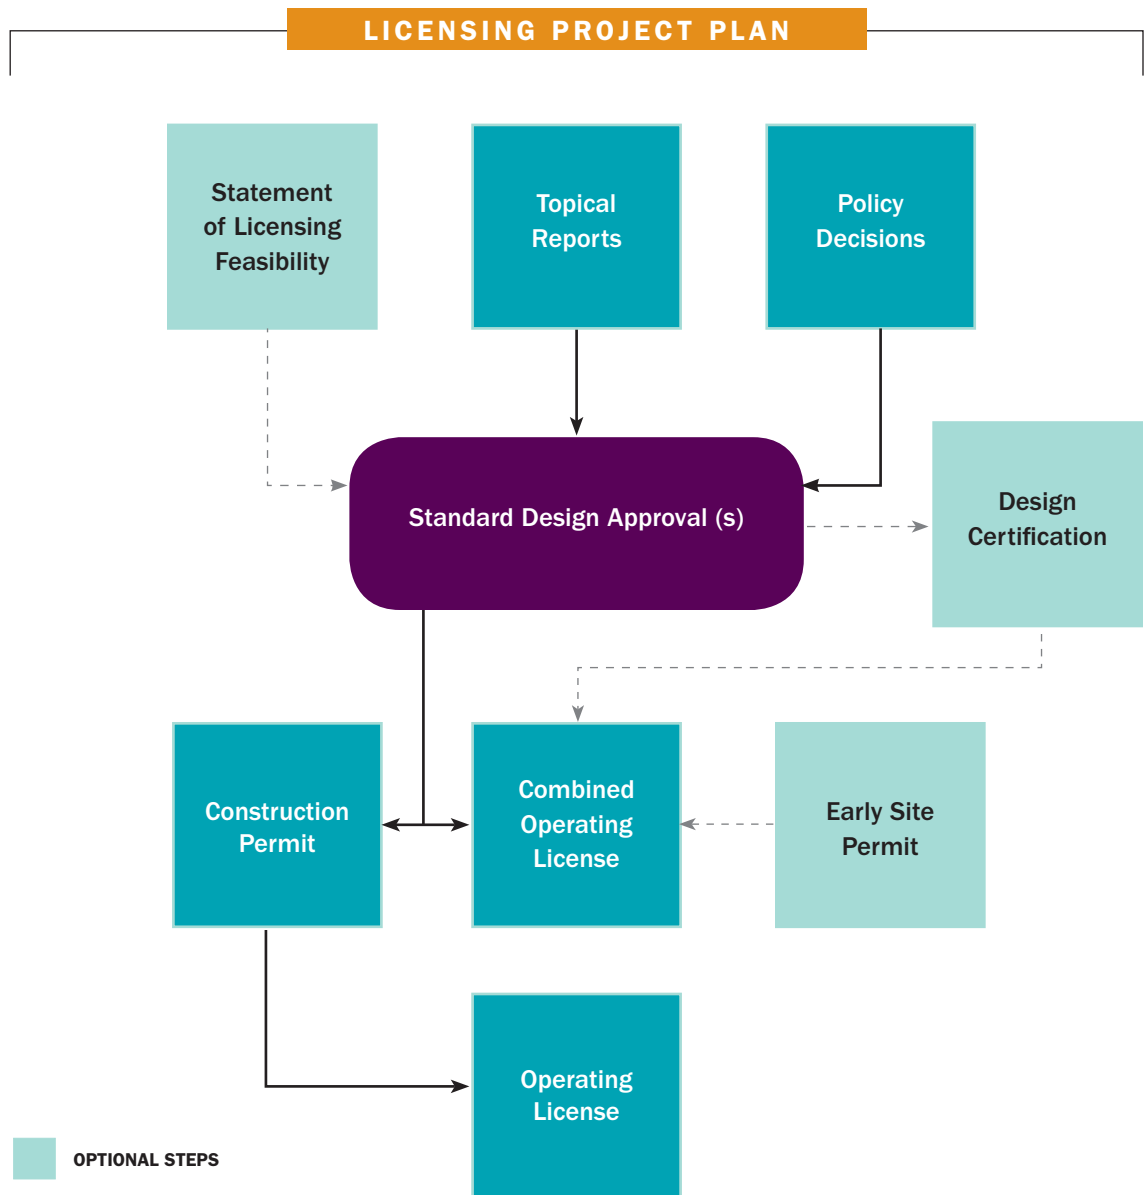 LICENSING PROJECT PLAN
Statement
of Licensing
Feasibility
Topical
Reports
Policy
Decisions
Standard Design Approval (s)
Design
Certification
Construction
Permit
Combined
Operating
License
Early Site
Permit
Operating
License
OPTIONAL STEPS